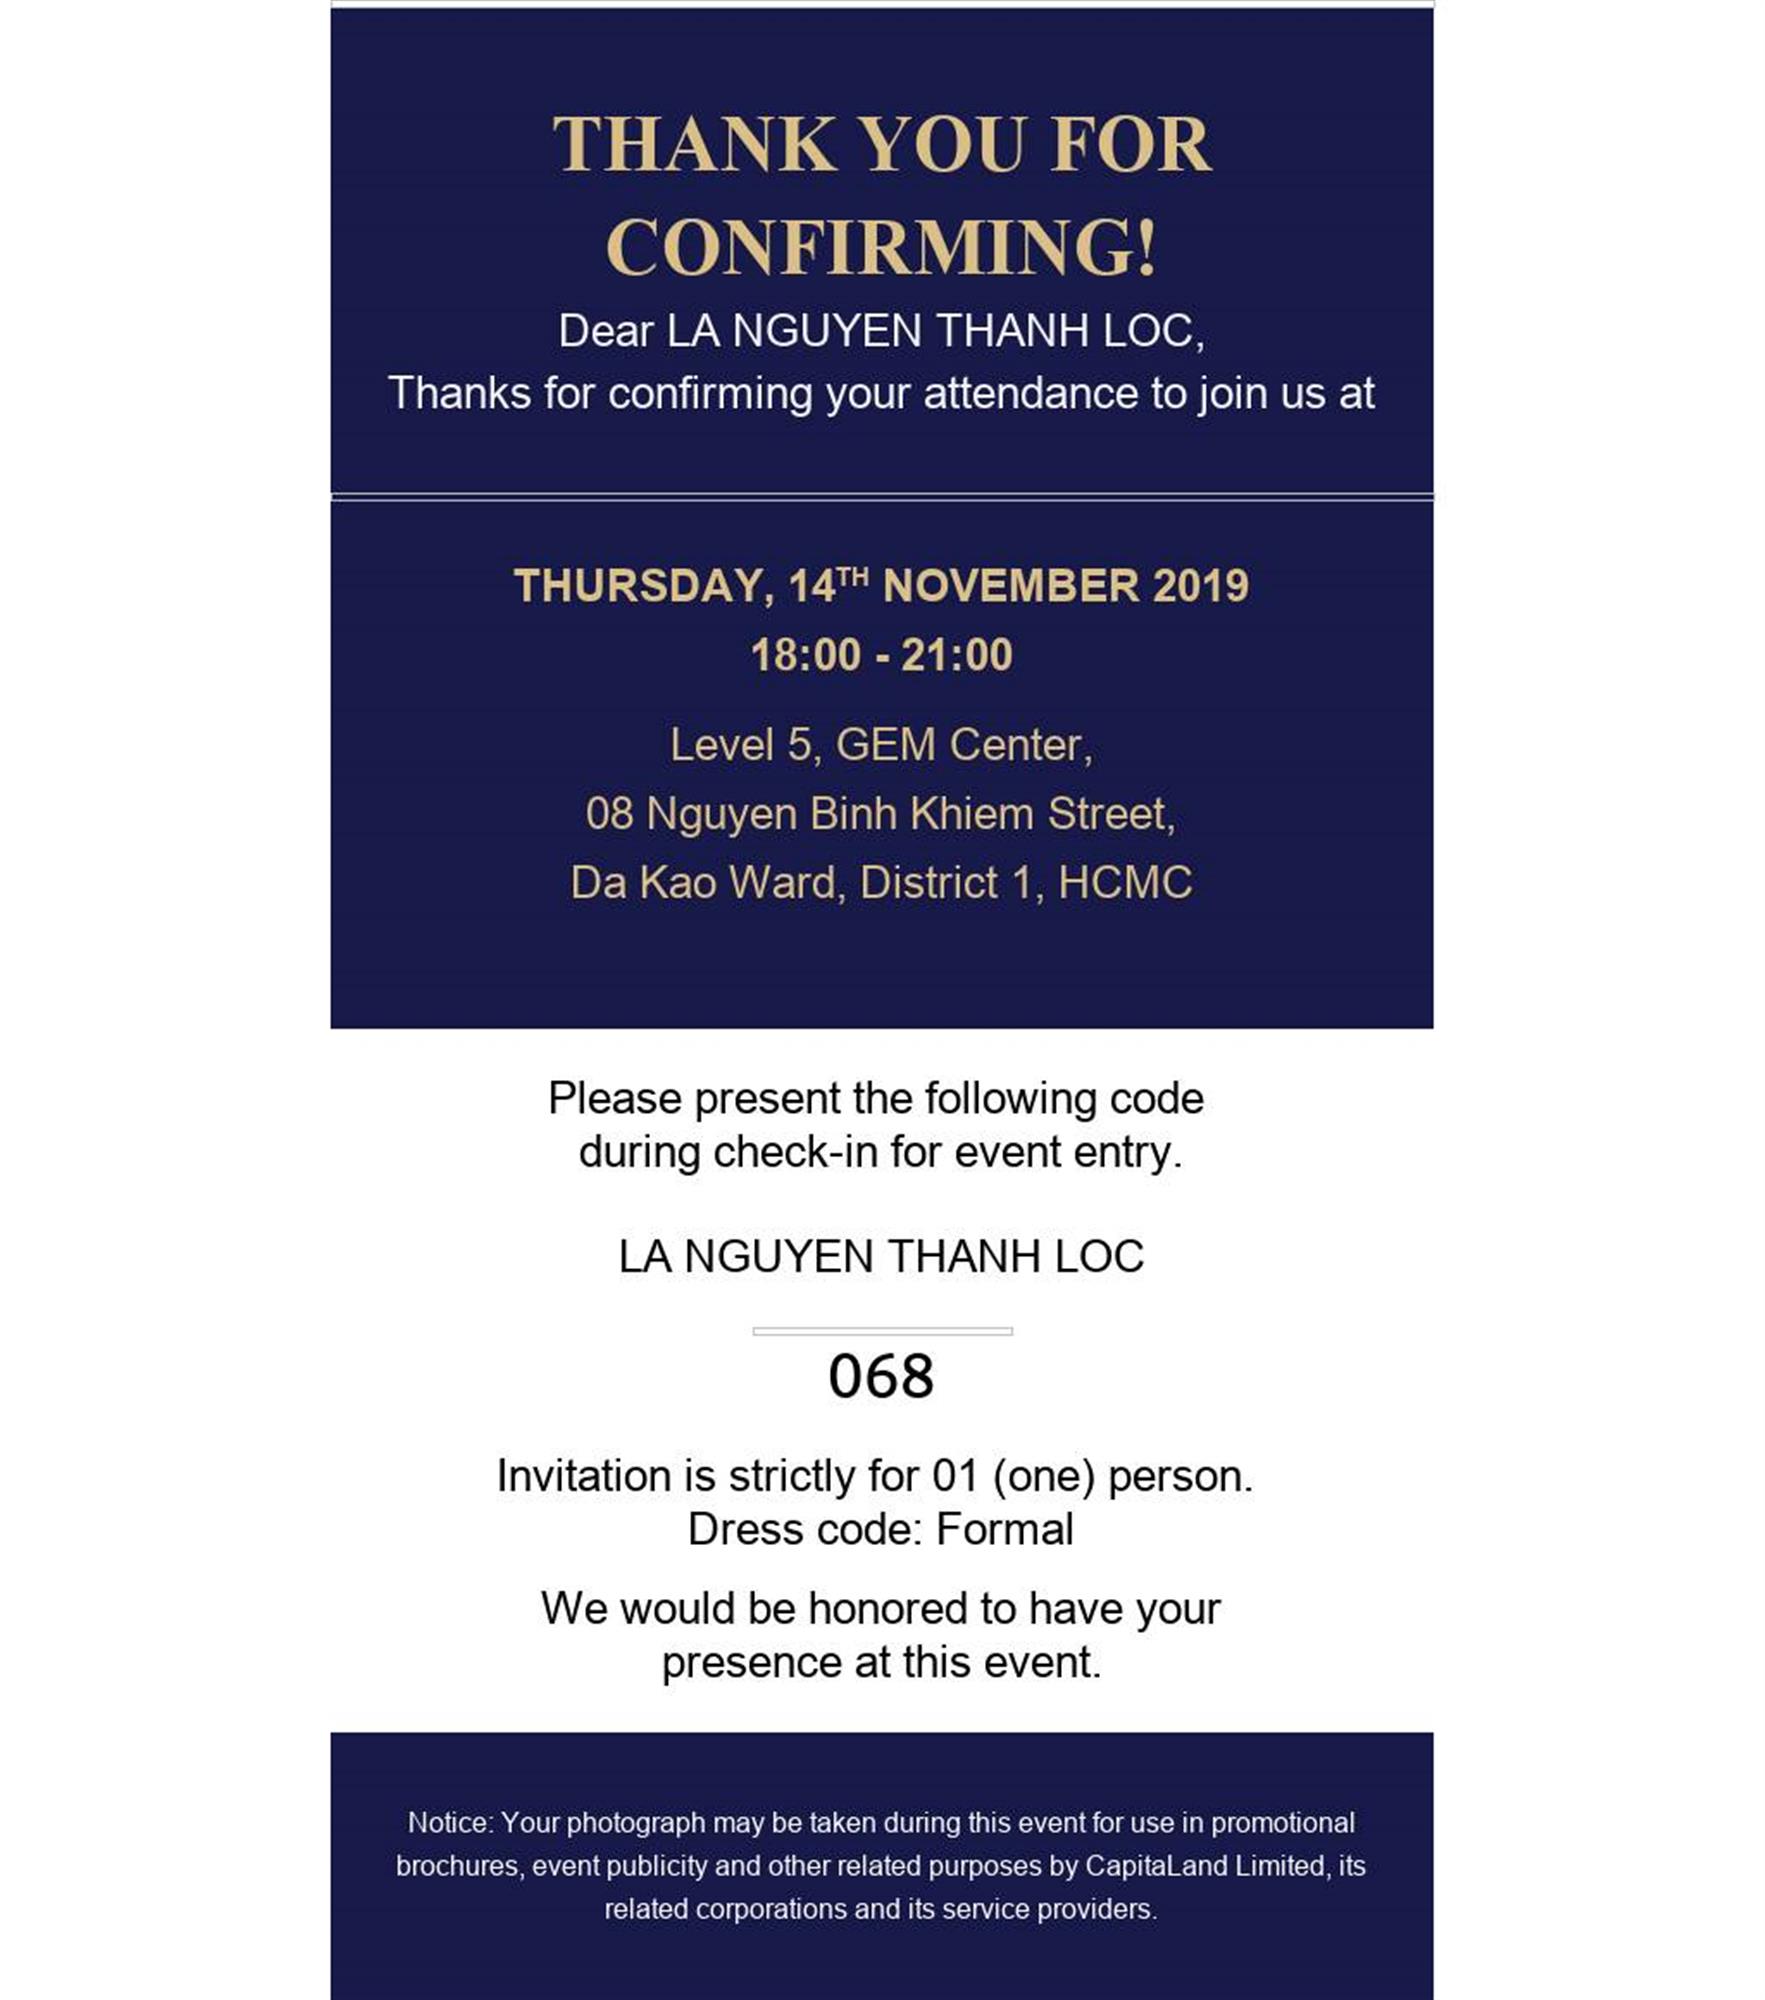 THANK YOU FOR
CONFIRMING!
Dear LA NGUYEN THANH LOC,
Thanks for confirming your attendance to join us at
THURSDAY, 14TH NOVEMBER 2019
18:00 - 21:00
Level 5, GEM Center,
08 Nguyen Binh Khiem Street,
Da Kao Ward, District 1, HCMC
Please present the following code
during check-in for event entry.
LA NGUYEN THANH LOC
068
Invitation is strictly for 01 (one) person.
Dress code: Formal
We would be honored to have your
presence at this event.
Notice: Your photograph may be taken during this event for use in promotional
brochures, event publicity and other related purposes by CapitaLand Limited, its
related corporations and its service providers.